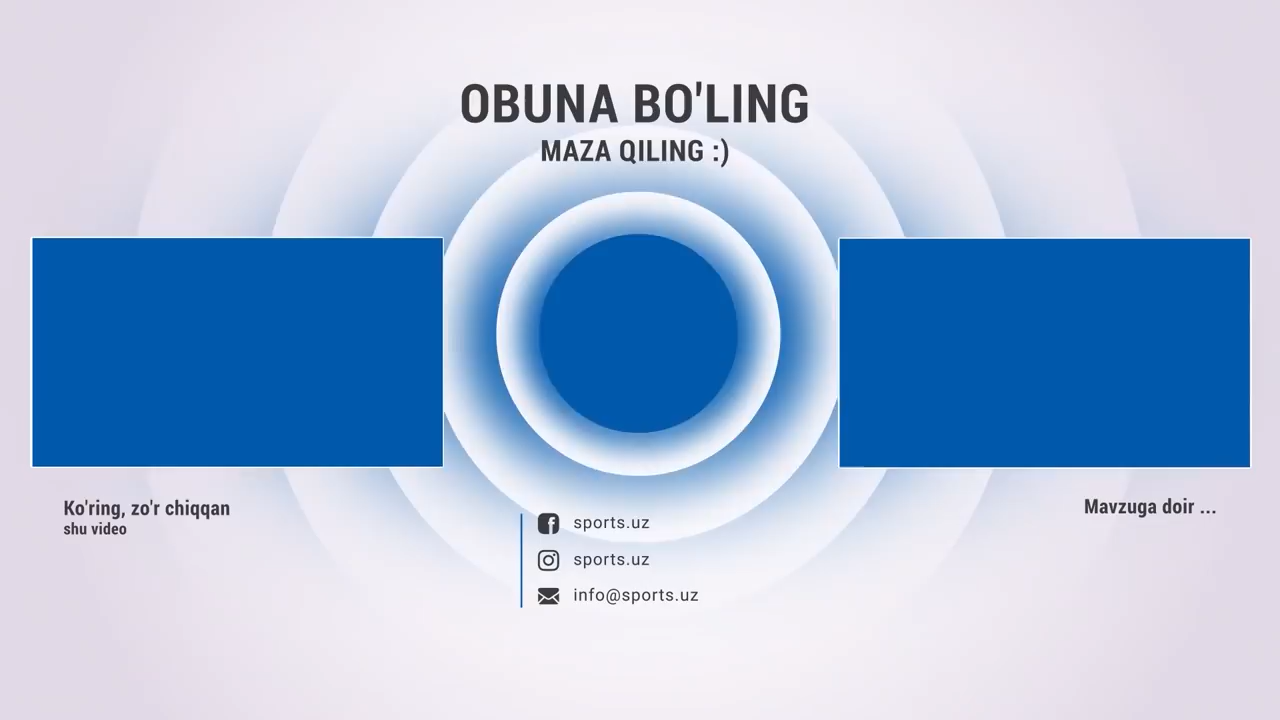 OBUNA BO'LING
MAZA QILING :)
Ko'ring, zo'r chiqqan
shu video
Mavzuga doir ...
sports.uz
sports.uz
info@sports.uz